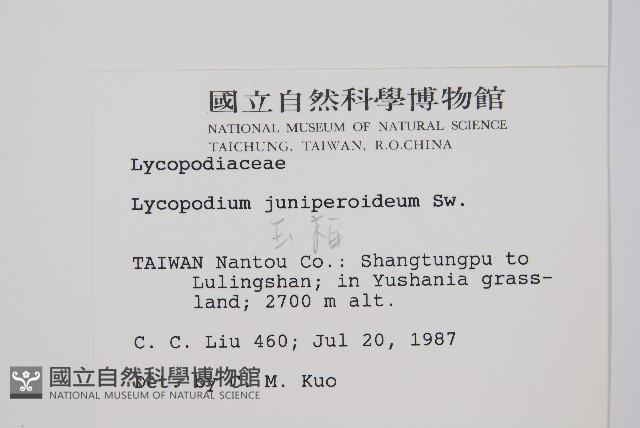 國立自然科學博物館
NATIONAL MUSEUM OF NATURAL SCIENCE
TAICHUNG, TAIWAN, R.O.CHINA
Lycopodiaceae
Lycopodium juniperoideum Sw.
玉柏
TAIWAN Nantou Co.: Shangtungpu to
Lulingshan; in Yushania grass-
land; 2700 m alt.
C. C. Liu 460; Jul 20, 1987
Det. by C. M. Kuo
國立自然科學博物館
NATIONAL MUSEUM OF NATURAL SCIENCE